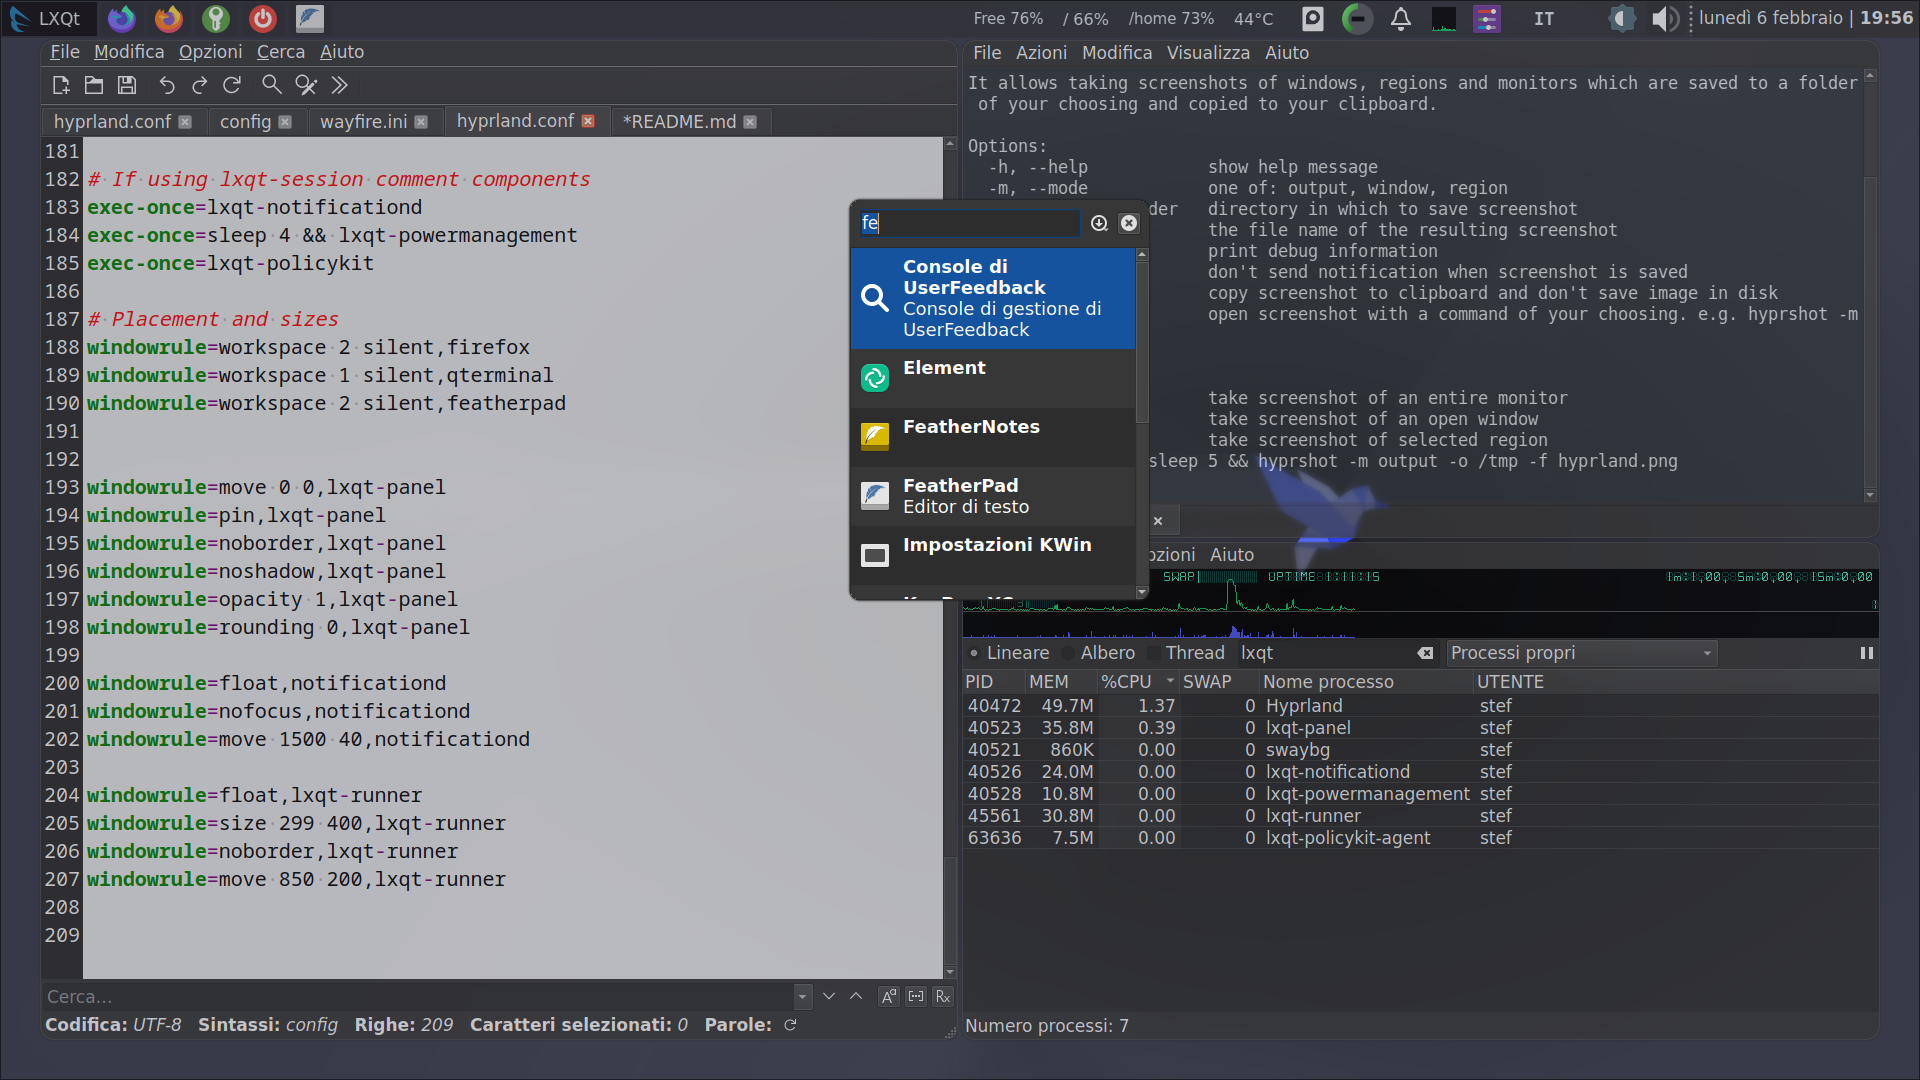 LXQt
Free 76% / 66% /home 73% 44°C
IT
lunedì 6 febbraio | 19:56
File Modifica Opzioni Cerca Aiuto
hyprland.conf config wayfire.ini hyprland.conf *README.md
181
182 # If using lxqt-session comment components
183 exec-once=lxqt-notificationd
184 exec-once=sleep 4 && lxqt-powermanagement
185 exec-once=lxqt-policykit
186
187 # Placement and sizes
188 windowrule=workspace 2 silent,firefox
189 windowrule=workspace 1 silent,qterminal
190 windowrule=workspace 2 silent,featherpad
191
192
193 windowrule=move 0 0,lxqt-panel
194 windowrule=pin,lxqt-panel
195 windowrule=noborder,lxqt-panel
196 windowrule=noshadow,lxqt-panel
197 windowrule=opacity 1,lxqt-panel
198 windowrule=rounding 0,lxqt-panel
199
200 windowrule=float,notificationd
201 windowrule=nofocus,notificationd
202 windowrule=move 1500 40,notificationd
203
204 windowrule=float,lxqt-runner
205 windowrule=size 299 400,lxqt-runner
206 windowrule=noborder,lxqt-runner
207 windowrule=move 850 200,lxqt-runner
208
209
Cerca...
Codifica: UTF-8 Sintassi: config Righe: 209 Caratteri selezionati: 0 Parole:
fe
Console di
UserFeedback
Console di gestione di
UserFeedback
Element
FeatherNotes
FeatherPad
Editor di testo
Impostazioni KWin
File Azioni Modifica Visualizza Aiuto
It allows taking screenshots of windows, regions and monitors which are saved to a folder
of your choosing and copied to your clipboard.
Options:
-h, --help show help message
-m, --mode one of: output, window, region
der directory in which to save screenshot
the file name of the resulting screenshot
print debug information
don't send notification when screenshot is saved
copy screenshot to clipboard and don't save image in disk
open screenshot with a command of your choosing. e.g. hyprshot -m
take screenshot of an entire monitor
take screenshot of an open window
take screenshot of selected region
sleep 5 && hyprshot -m output -o /tmp -f hyprland.png
pzioni Aiuto
SWAP UPTIME
Lineare Albero Thread lxqt Processi propri
PID MEM %CPU SWAP Nome processo UTENTE
40472 49.7M 1.37 0 Hyprland stef
40523 35.8M 0.39 0 lxqt-panel stef
40521 860K 0.00 0 swaybg stef
40526 24.0M 0.00 0 lxqt-notificationd stef
40528 10.8M 0.00 0 lxqt-powermanagement stef
45561 30.8M 0.00 0 lxqt-runner stef
63636 7.5M 0.00 0 lxqt-policykit-agent stef
Numero processi: 7